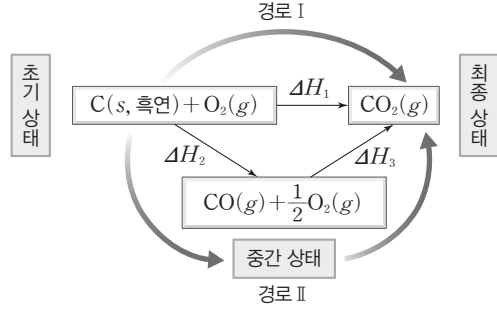 경로 Ⅰ
초기 상태
C(s, 흑연)+O₂(g)
ΔH₁
CO₂(g)
최종 상태
ΔH₂
ΔH₃
CO(g)+1/2O₂(g)
중간 상태
경로 Ⅱ